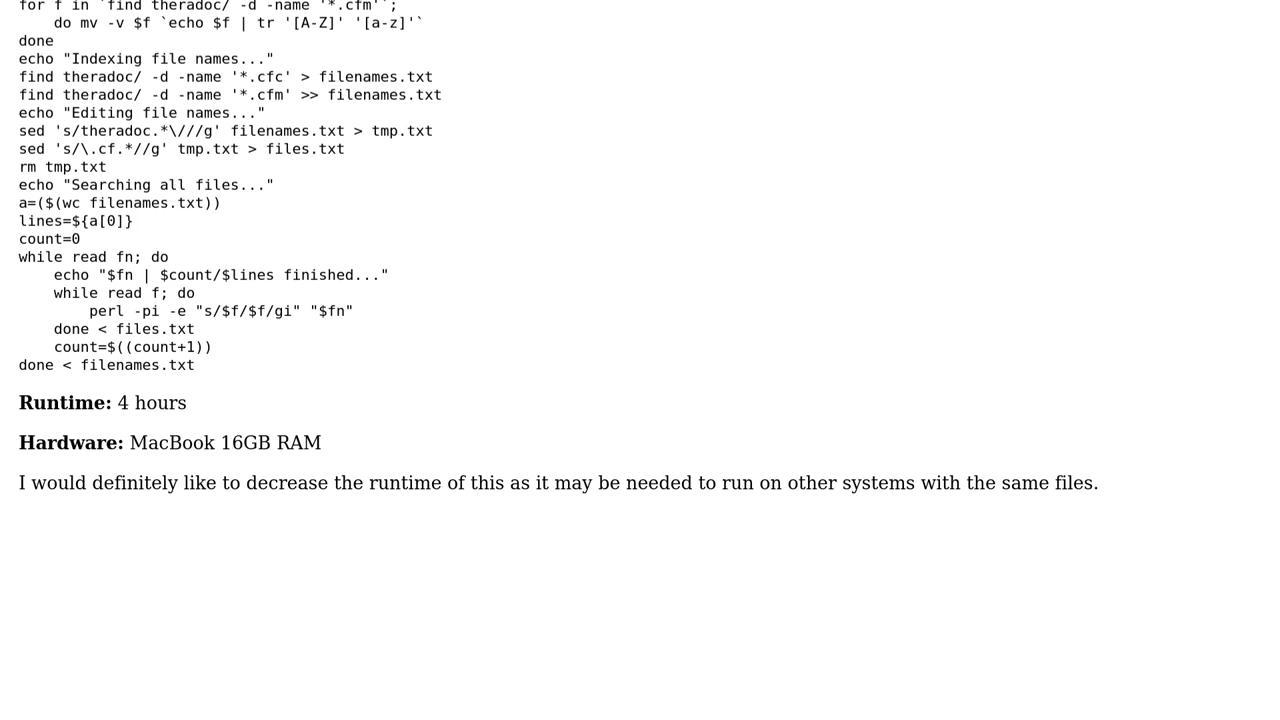 for f in `find theradoc/ -d -name '*.cfm'`;
    do mv -v $f `echo $f | tr '[A-Z]' '[a-z]'`
done
echo "Indexing file names..."
find theradoc/ -d -name '*.cfc' > filenames.txt
find theradoc/ -d -name '*.cfm' >> filenames.txt
echo "Editing file names..."
sed 's/theradoc.*\///g' filenames.txt > tmp.txt
sed 's/\.cf.*//g' tmp.txt > files.txt
rm tmp.txt
echo "Searching all files..."
a=($(wc filenames.txt))
lines=${a[0]}
count=0
while read fn; do
    echo "$fn | $count/$lines finished..."
    while read f; do
        perl -pi -e "s/$f/$f/gi" "$fn"
    done < files.txt
    count=$((count+1))
done < filenames.txt
Runtime: 4 hours
Hardware: MacBook 16GB RAM
I would definitely like to decrease the runtime of this as it may be needed to run on other systems with the same files.